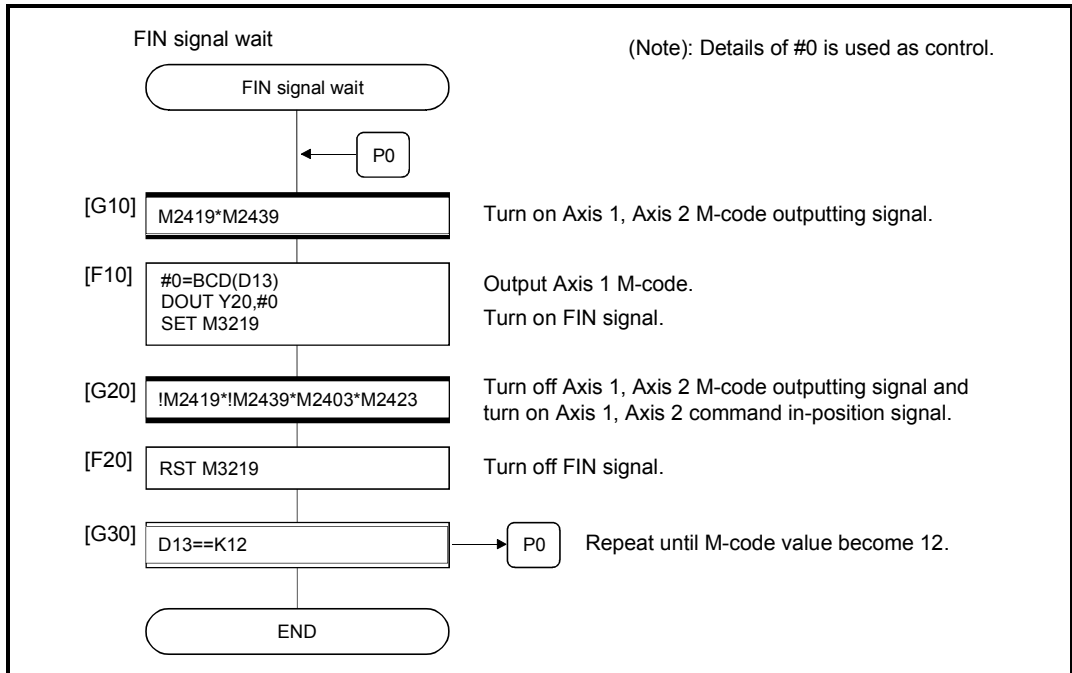 FIN signal wait
(Note): Details of #0 is used as control.
FIN signal wait
P0
[G10]
M2419*M2439
Turn on Axis 1, Axis 2 M-code outputting signal.
[F10]
#0=BCD(D13)
DOUT Y20,#0
SET M3219
Output Axis 1 M-code.
Turn on FIN signal.
[G20]
!M2419*!M2439*M2403*M2423
Turn off Axis 1, Axis 2 M-code outputting signal and
turn on Axis 1, Axis 2 command in-position signal.
[F20]
RST M3219
Turn off FIN signal.
[G30]
D13==K12
P0
Repeat until M-code value become 12.
END